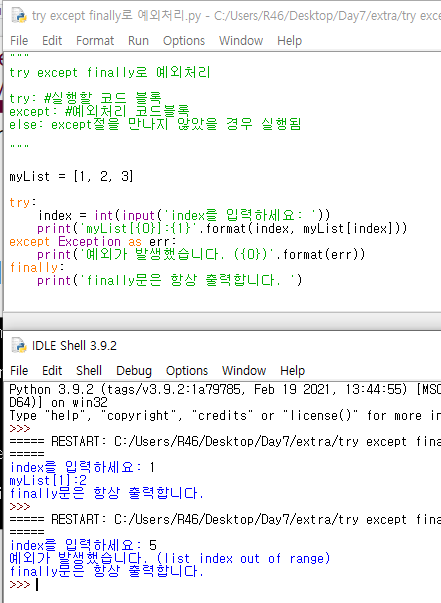 try except finally로 예외처리.py - C:/Users/R46/Desktop/Day7/extra/try exce
File Edit Format Run Options Window Help
"""
try except finally로 예외처리
try: #실행할 코드 블록
except: #예외처리 코드블록
else: except절을 만나지 않았을 경우 실행됨
"""
myList = [1, 2, 3]
try:
    index = int(input('index를 입력하세요: '))
    print('myList[{0}]:{1}'.format(index, myList[index]))
except Exception as err:
    print('예외가 발생했습니다. ({0})'.format(err))
finally:
    print('finally문은 항상 출력합니다. ')
IDLE Shell 3.9.2
File Edit Shell Debug Options Window Help
Python 3.9.2 (tags/v3.9.2:1a79785, Feb 19 2021, 13:44:55) [MSC
D64)] on win32
Type "help", "copyright", "credits" or "license()" for more in
>>>
===== RESTART: C:/Users/R46/Desktop/Day7/extra/try except fina
=====
index를 입력하세요: 1
myList[1]:2
finally문은 항상 출력합니다.
>>>
===== RESTART: C:/Users/R46/Desktop/Day7/extra/try except fina
=====
index를 입력하세요: 5
예외가 발생했습니다. (list index out of range)
finally문은 항상 출력합니다.
>>>